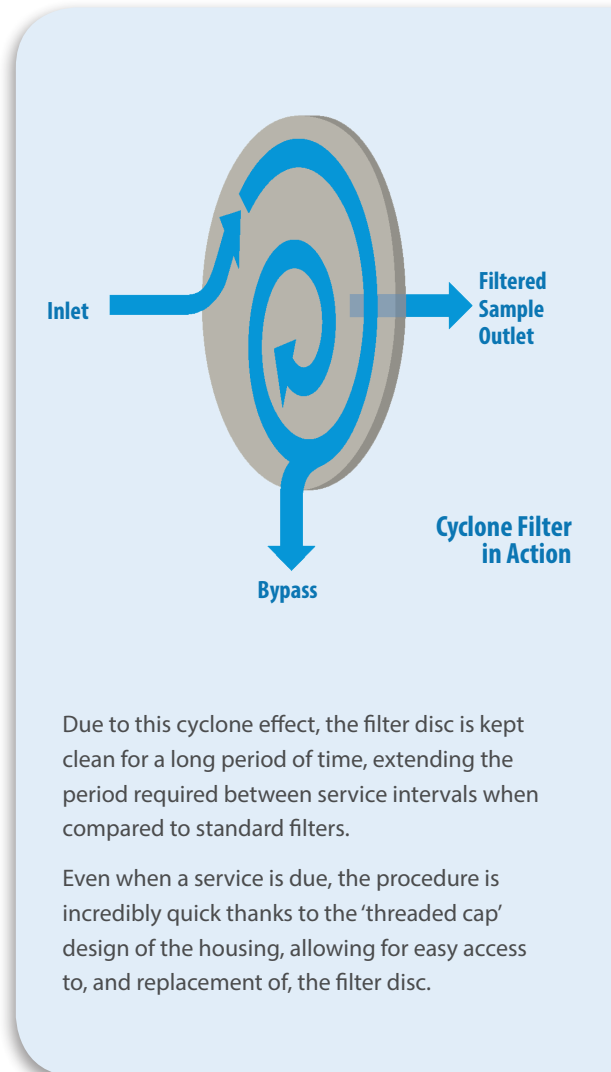 Inlet
Filtered
Sample
Outlet
Cyclone Filter
in Action
Bypass
Due to this cyclone effect, the filter disc is kept
clean for a long period of time, extending the
period required between service intervals when
compared to standard filters.
Even when a service is due, the procedure is
incredibly quick thanks to the ‘threaded cap’
design of the housing, allowing for easy access
to, and replacement of, the filter disc.